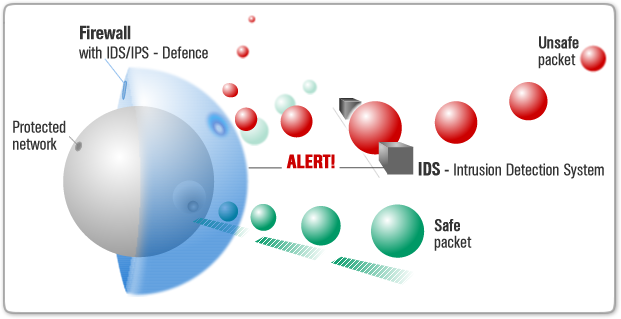 Firewall
with IDS/IPS - Defence
Unsafe
packet
Protected
network
ALERT!
IDS - Intrusion Detection System
Safe
packet